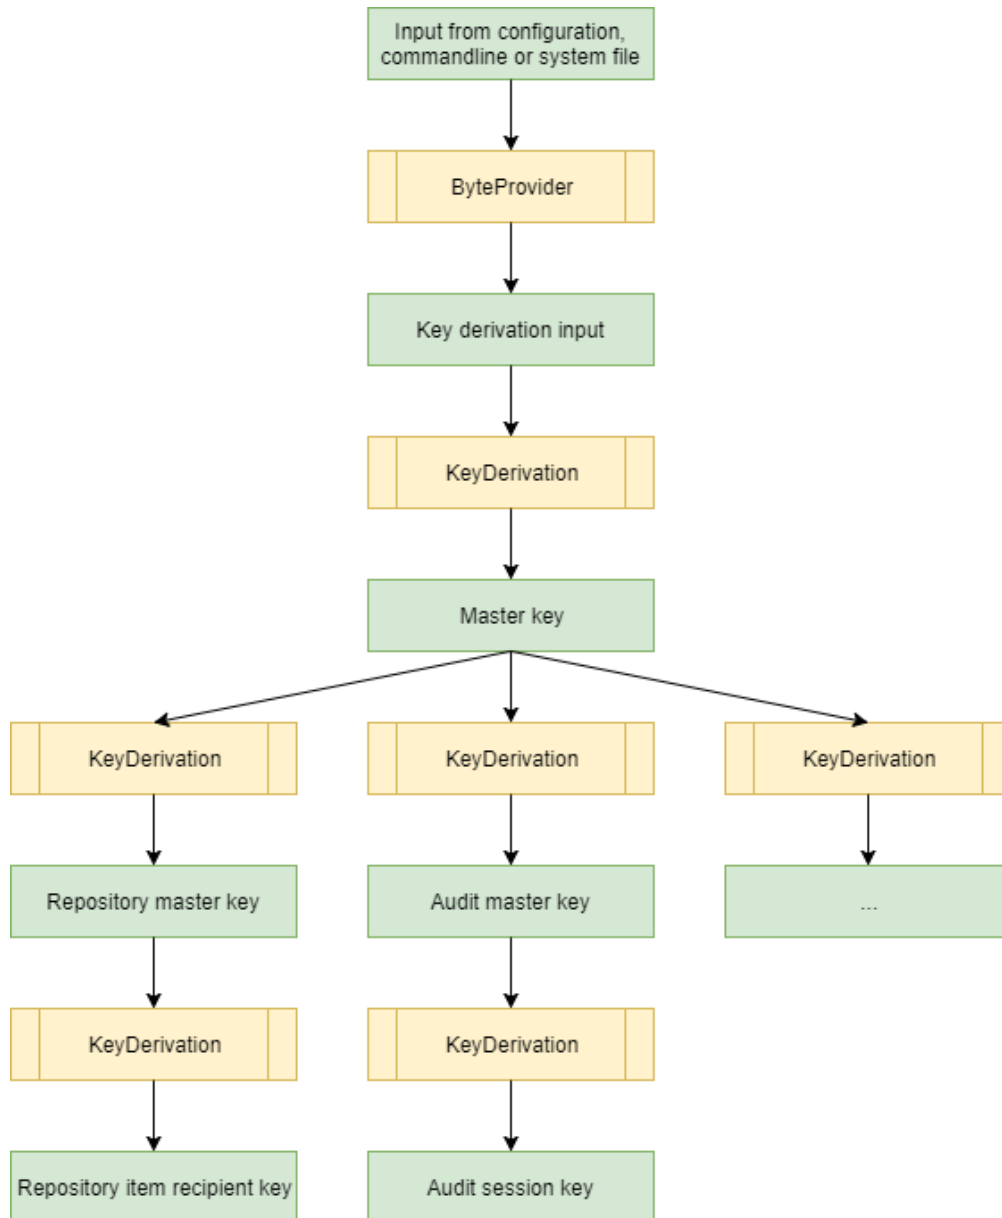 Input from configuration,
commandline or system file
ByteProvider
Key derivation input
KeyDerivation
Master key
KeyDerivation
KeyDerivation
KeyDerivation
Repository master key
Audit master key
...
KeyDerivation
KeyDerivation
Repository item recipient key
Audit session key